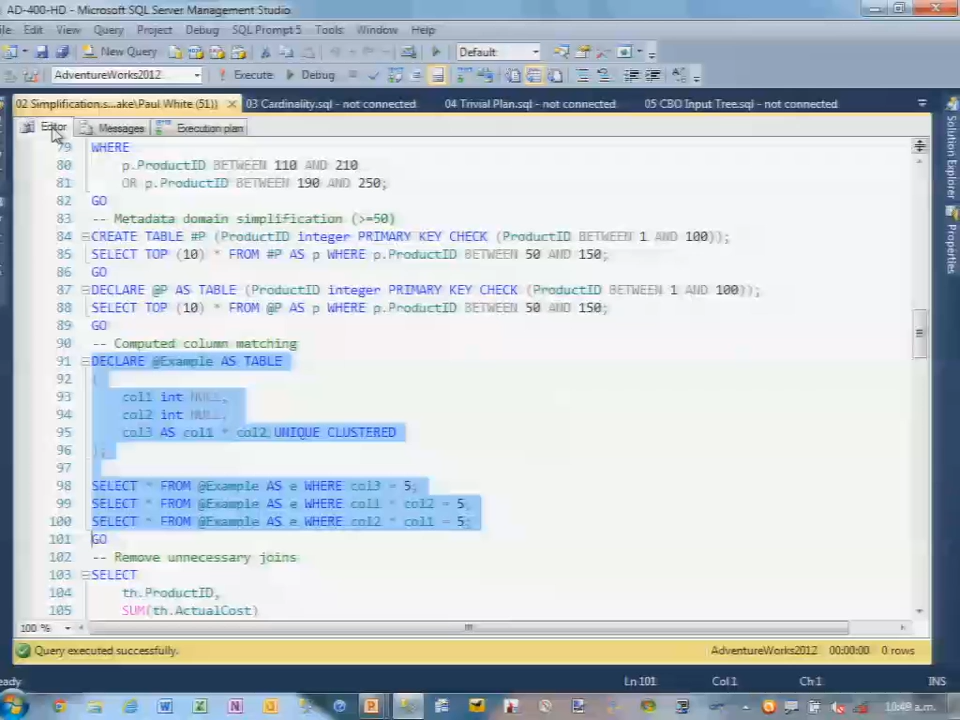 AD-400-HD - Microsoft SQL Server Management Studio
ile Edit View Query Project Debug SQL Prompt 5 Tools Window Help
New Query Default
AdventureWorks2012 Execute Debug
02 Simplification.s...ake\Paul White (51)) 03 Cardinality.sql - not connected 04 Trivial Plan.sql - not connected 05 CBO Input Tree.sql - not connected
Editor Messages Execution plan
79 WHERE
80 p.ProductID BETWEEN 110 AND 210
81 OR p.ProductID BETWEEN 190 AND 250;
82 GO
83 -- Metadata domain simplification (>=50)
84 CREATE TABLE #P (ProductID integer PRIMARY KEY CHECK (ProductID BETWEEN 1 AND 100));
85 SELECT TOP (10) * FROM #P AS p WHERE p.ProductID BETWEEN 50 AND 150;
86 GO
87 DECLARE @P AS TABLE (ProductID integer PRIMARY KEY CHECK (ProductID BETWEEN 1 AND 100));
88 SELECT TOP (10) * FROM @P AS p WHERE p.ProductID BETWEEN 50 AND 150;
89 GO
90 -- Computed column matching
91 DECLARE @Example AS TABLE
92 (
93 col1 int NULL,
94 col2 int NULL,
95 col3 AS col1 * col2 UNIQUE CLUSTERED
96 );
97
98 SELECT * FROM @Example AS e WHERE col3 = 5;
99 SELECT * FROM @Example AS e WHERE col1 * col2 = 5;
100 SELECT * FROM @Example AS e WHERE col2 * col1 = 5;
101 GO
102 -- Remove unnecessary joins
103 SELECT
104 th.ProductID,
105 SUM(th.ActualCost)
100 %
Query executed successfully. AdventureWorks2012 00:00:00 0 rows
eady Ln 101 Col 1 Ch 1 INS
Solution Explorer
Properties
10:49 a.m.